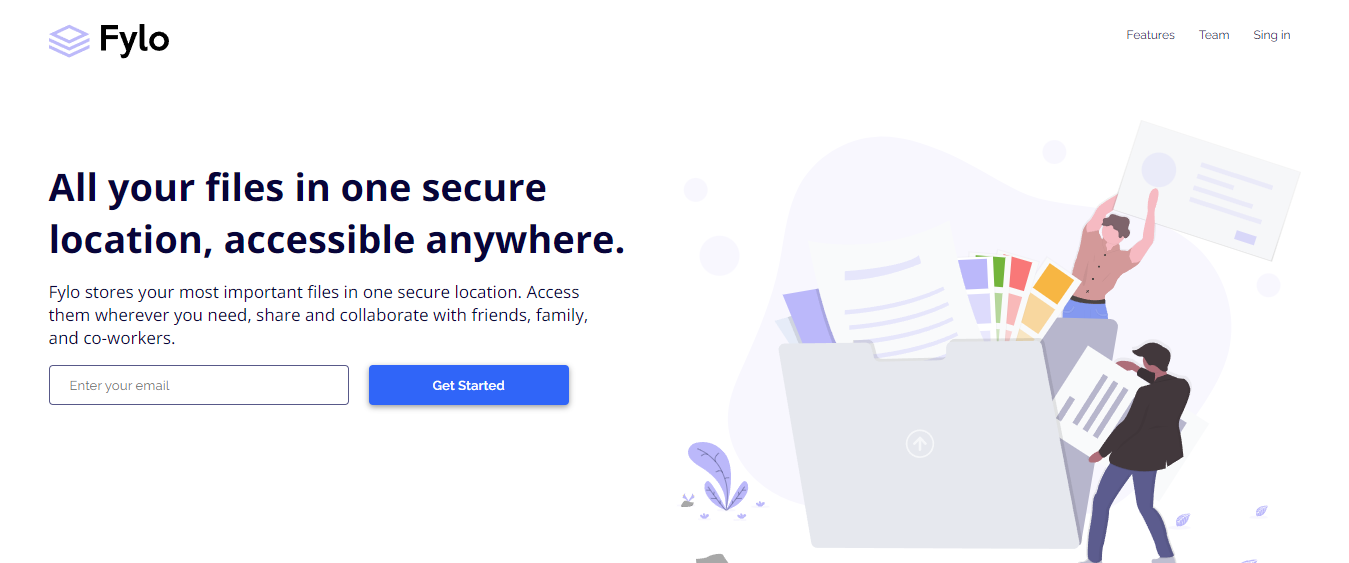 Fylo
Features
Team
Sing in
All your files in one secure
location, accessible anywhere.
Fylo stores your most important files in one secure location. Access
them wherever you need, share and collaborate with friends, family,
and co-workers.
Enter your email
Get Started